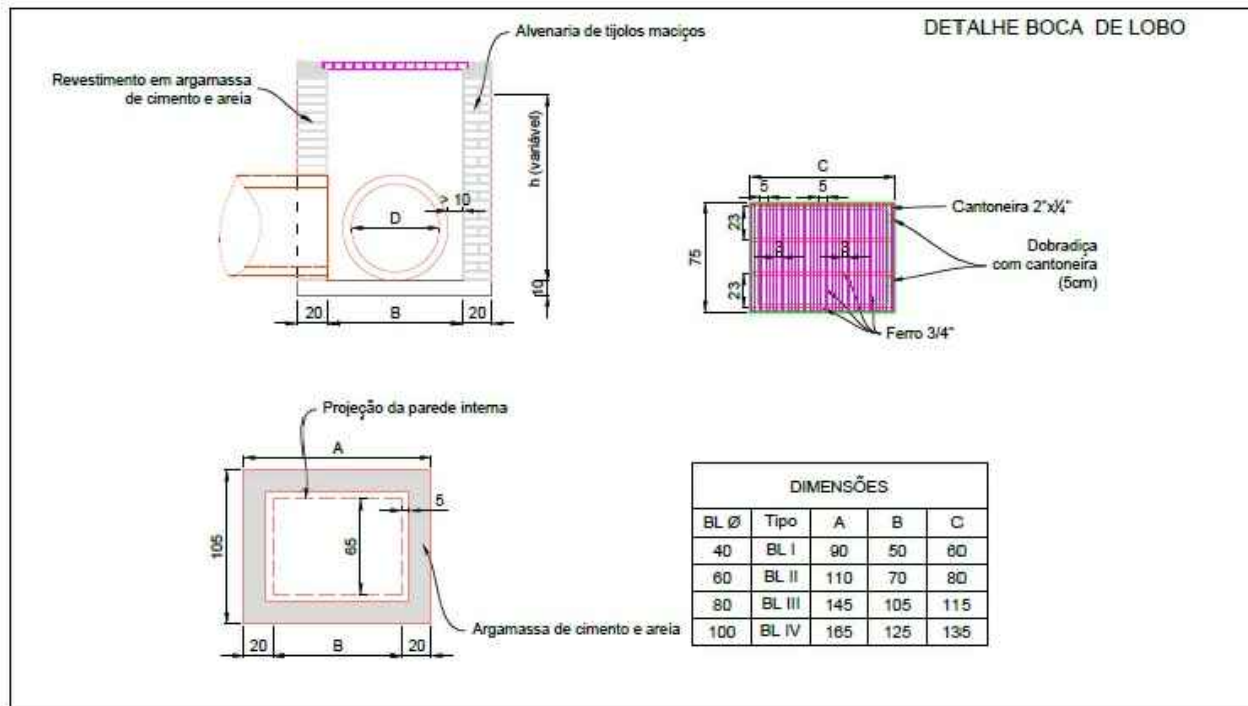 DETALHE BOCA DE LOBO
Alvenaria de tijolos maciços
Revestimento em argamassa
de cimento e areia
h (variável)
> 10
D
10
20
B
20
C
5
5
Cantoneira 2"x¼"
23
75
3
3
Dobradiça
com cantoneira
(5cm)
23
Ferro 3/4"
Projeção da parede interna
A
5
105
65
Argamassa de cimento e areia
20
B
20
DIMENSÕES
BL Ø Tipo A B C
40 BL I 90 50 60
60 BL II 110 70 80
80 BL III 145 105 115
100 BL IV 165 125 135